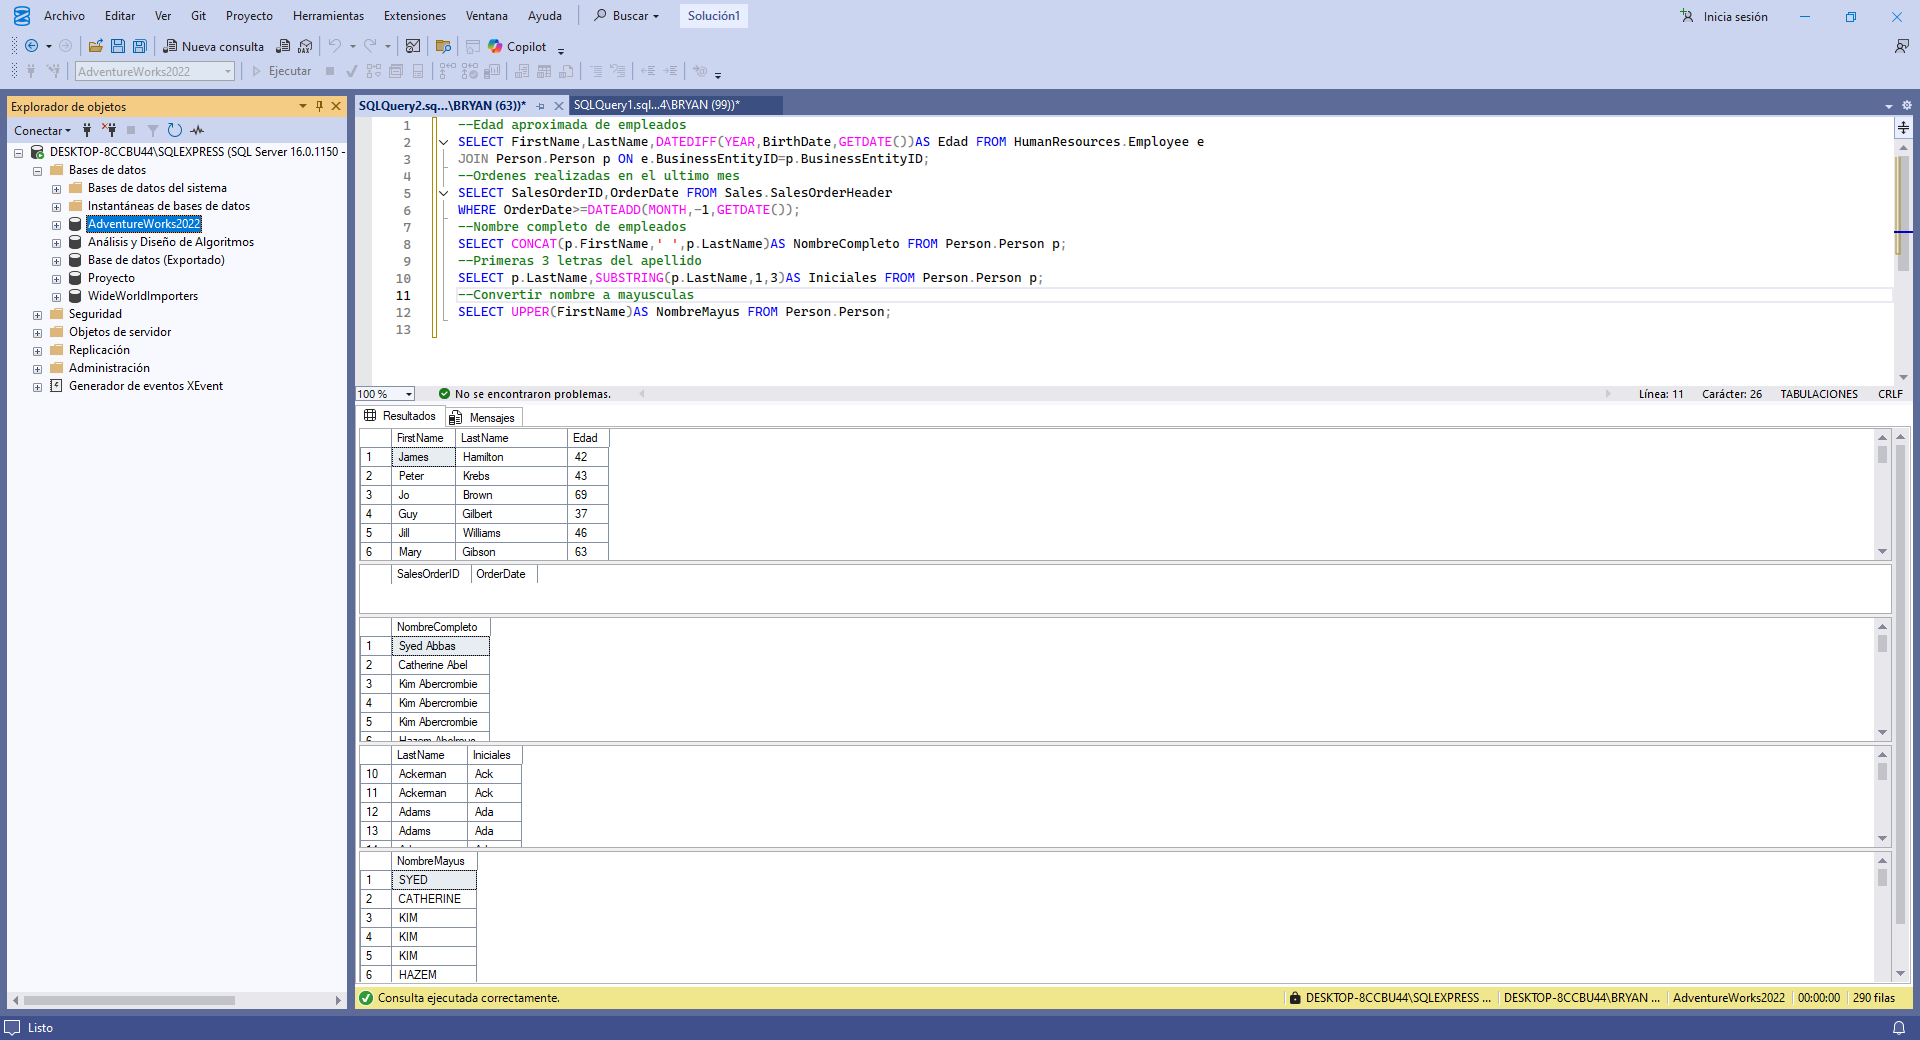 Archivo Editar Ver Git Proyecto Herramientas Extensiones Ventana Ayuda Buscar Solución1 Inicia sesión
Nueva consulta DAX Copilot
AdventureWorks2022 Ejecutar
Explorador de objetos
Conectar
DESKTOP-8CCBU44\SQLEXPRESS (SQL Server 16.0.1150 -
Bases de datos
Bases de datos del sistema
Instantáneas de bases de datos
AdventureWorks2022
Análisis y Diseño de Algoritmos
Base de datos (Exportado)
Proyecto
WideWorldImporters
Seguridad
Objetos de servidor
Replicación
Administración
Generador de eventos XEvent
SQLQuery2.sq...\BRYAN (63))* SQLQuery1.sql...4\BRYAN (99))*
1 --Edad aproximada de empleados
2 SELECT FirstName,LastName,DATEDIFF(YEAR,BirthDate,GETDATE())AS Edad FROM HumanResources.Employee e
3 JOIN Person.Person p ON e.BusinessEntityID=p.BusinessEntityID;
4 --Ordenes realizadas en el ultimo mes
5 SELECT SalesOrderID,OrderDate FROM Sales.SalesOrderHeader
6 WHERE OrderDate>=DATEADD(MONTH,-1,GETDATE());
7 --Nombre completo de empleados
8 SELECT CONCAT(p.FirstName,' ',p.LastName)AS NombreCompleto FROM Person.Person p;
9 --Primeras 3 letras del apellido
10 SELECT p.LastName,SUBSTRING(p.LastName,1,3)AS Iniciales FROM Person.Person p;
11 --Convertir nombre a mayusculas
12 SELECT UPPER(FirstName)AS NombreMayus FROM Person.Person;
13
100 % No se encontraron problemas. Línea: 11 Carácter: 26 TABULACIONES CRLF
Resultados Mensajes
FirstName LastName Edad
1 James Hamilton 42
2 Peter Krebs 43
3 Jo Brown 69
4 Guy Gilbert 37
5 Jill Williams 46
6 Mary Gibson 63
SalesOrderID OrderDate
NombreCompleto
1 Syed Abbas
2 Catherine Abel
3 Kim Abercrombie
4 Kim Abercrombie
5 Kim Abercrombie
LastName Iniciales
10 Ackerman Ack
11 Ackerman Ack
12 Adams Ada
13 Adams Ada
NombreMayus
1 SYED
2 CATHERINE
3 KIM
4 KIM
5 KIM
6 HAZEM
Consulta ejecutada correctamente. DESKTOP-8CCBU44\SQLEXPRESS ... DESKTOP-8CCBU44\BRYAN ... AdventureWorks2022 00:00:00 290 filas
Listo